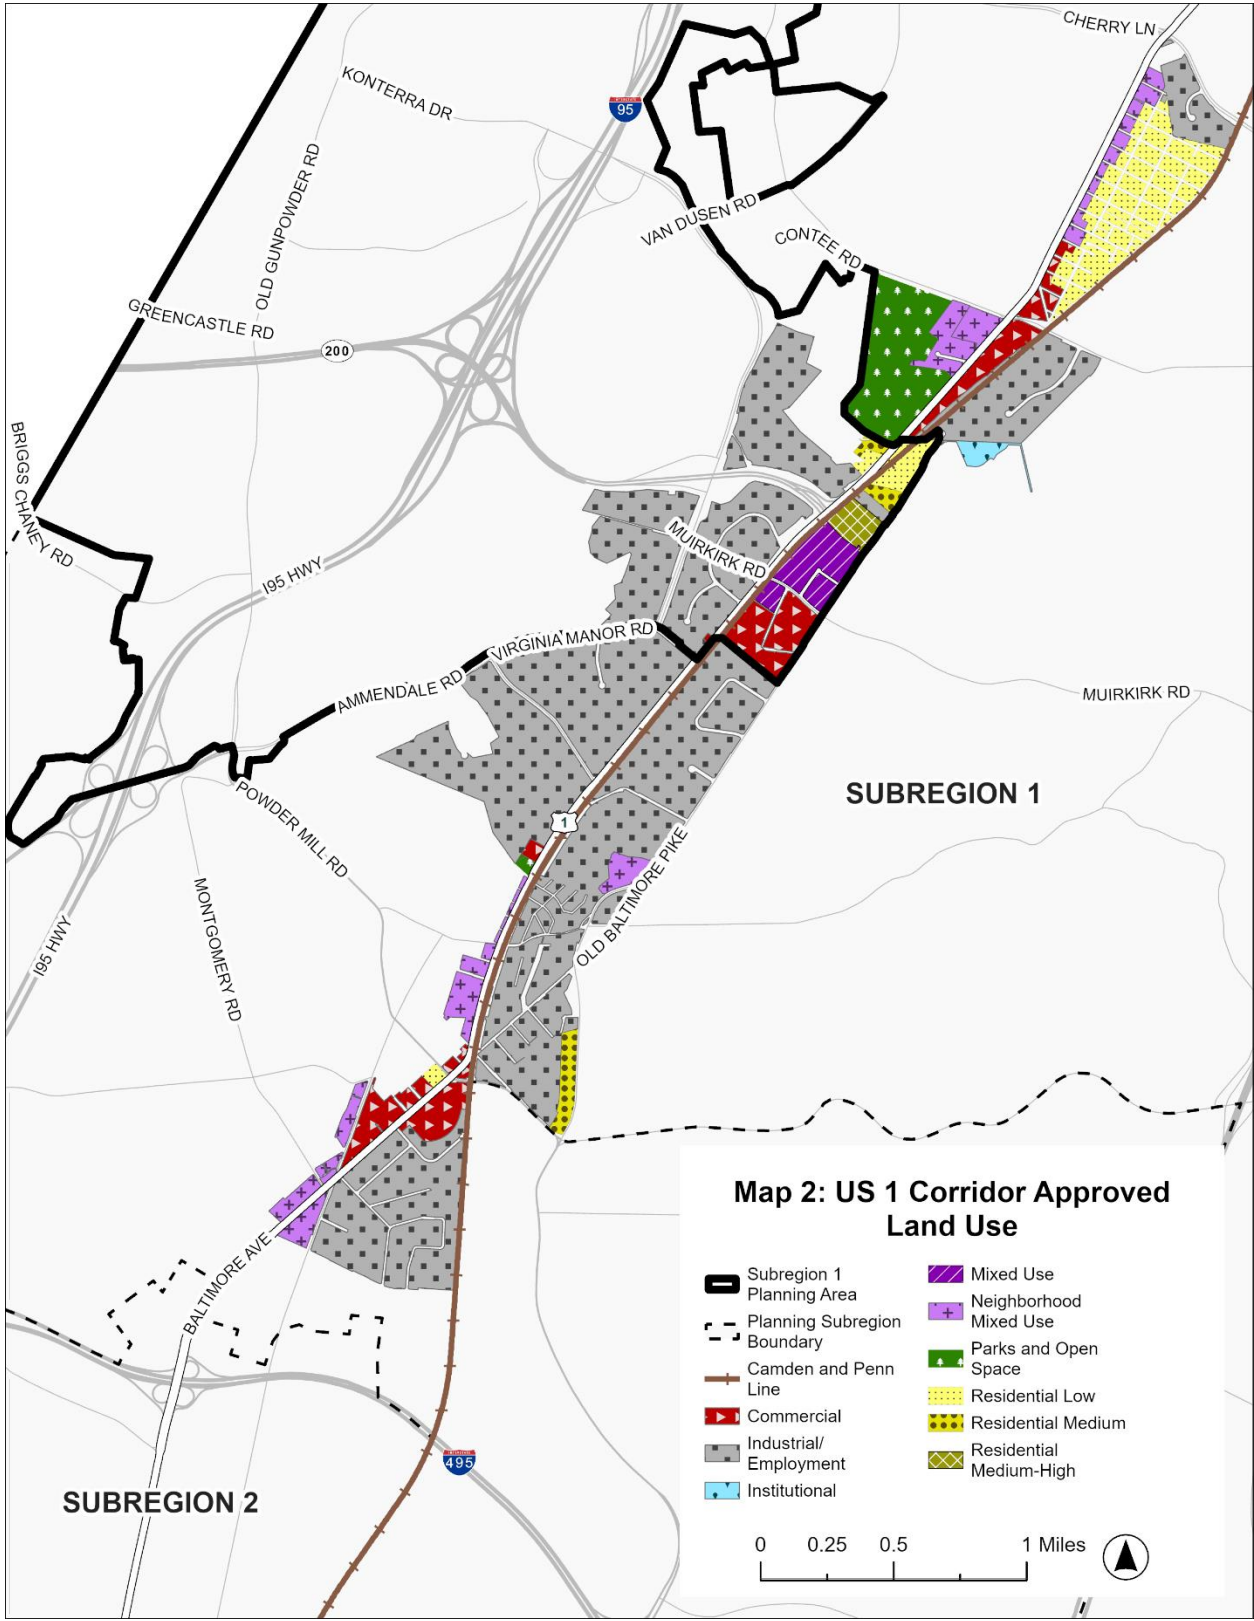 CHERRY LN
KONTERRA DR
95
OLD GUNPOWDER RD
VAN DUSEN RD
CONTEE RD
GREENCASTLE RD
200
BRIGGS CHANEY RD
MUIRKIRK RD
I95 HWY
VIRGINIA MANOR RD
AMMENDALE RD
MUIRKIRK RD
SUBREGION 1
POWDER MILL RD
1
OLD BALTIMORE PIKE
MONTGOMERY RD
I95 HWY
BALTIMORE AVE
495
SUBREGION 2
Map 2: US 1 Corridor Approved
Land Use
Subregion 1
Planning Area
Planning Subregion
Boundary
Camden and Penn
Line
Commercial
Industrial/
Employment
Institutional
Mixed Use
Neighborhood
Mixed Use
Parks and Open
Space
Residential Low
Residential Medium
Residential
Medium-High
0 0.25 0.5 1 Miles